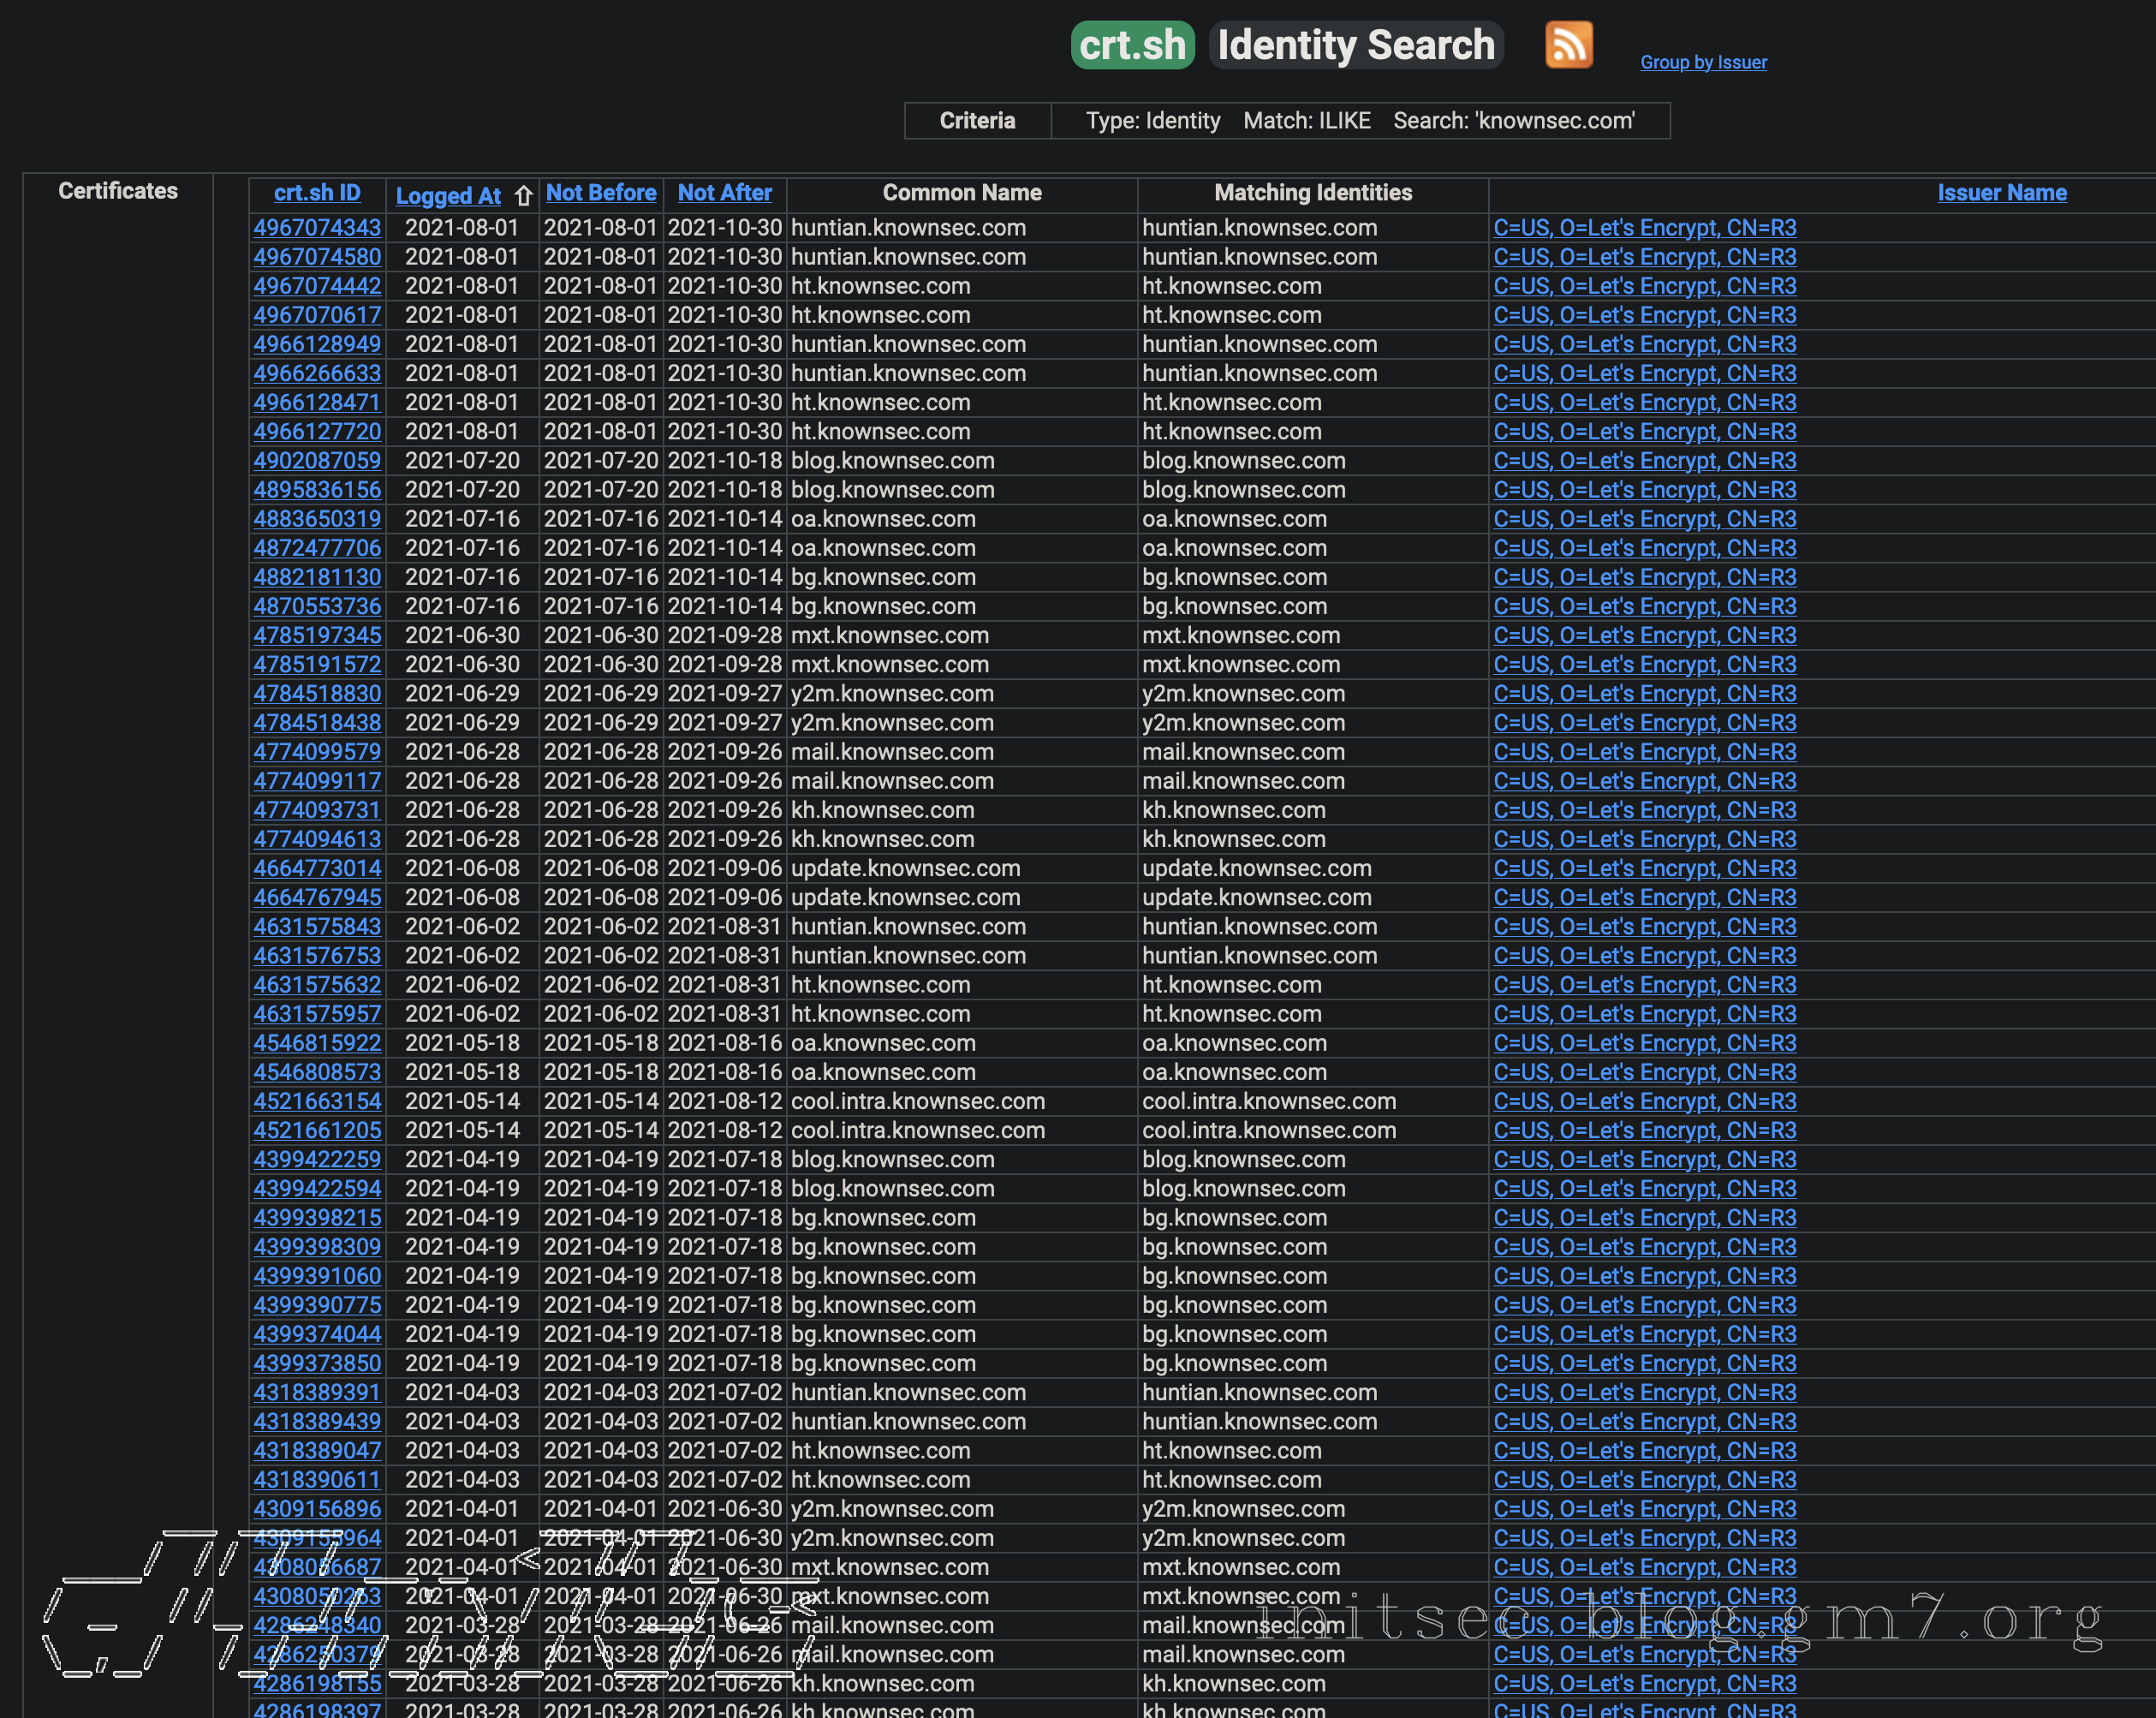 crt.sh Identity Search Group by Issuer
Criteria Type: Identity Match: ILIKE Search: 'knownsec.com'
Certificates crt.sh ID Logged At ⇧ Not Before Not After Common Name Matching Identities Issuer Name
4967074343 2021-08-01 2021-08-01 2021-10-30 huntian.knownsec.com huntian.knownsec.com C=US, O=Let's Encrypt, CN=R3
4967074580 2021-08-01 2021-08-01 2021-10-30 huntian.knownsec.com huntian.knownsec.com C=US, O=Let's Encrypt, CN=R3
4967074442 2021-08-01 2021-08-01 2021-10-30 ht.knownsec.com ht.knownsec.com C=US, O=Let's Encrypt, CN=R3
4967070617 2021-08-01 2021-08-01 2021-10-30 ht.knownsec.com ht.knownsec.com C=US, O=Let's Encrypt, CN=R3
4966128949 2021-08-01 2021-08-01 2021-10-30 huntian.knownsec.com huntian.knownsec.com C=US, O=Let's Encrypt, CN=R3
4966266633 2021-08-01 2021-08-01 2021-10-30 huntian.knownsec.com huntian.knownsec.com C=US, O=Let's Encrypt, CN=R3
4966128471 2021-08-01 2021-08-01 2021-10-30 ht.knownsec.com ht.knownsec.com C=US, O=Let's Encrypt, CN=R3
4966127720 2021-08-01 2021-08-01 2021-10-30 ht.knownsec.com ht.knownsec.com C=US, O=Let's Encrypt, CN=R3
4902087059 2021-07-20 2021-07-20 2021-10-18 blog.knownsec.com blog.knownsec.com C=US, O=Let's Encrypt, CN=R3
4895836156 2021-07-20 2021-07-20 2021-10-18 blog.knownsec.com blog.knownsec.com C=US, O=Let's Encrypt, CN=R3
4883650319 2021-07-16 2021-07-16 2021-10-14 oa.knownsec.com oa.knownsec.com C=US, O=Let's Encrypt, CN=R3
4872477706 2021-07-16 2021-07-16 2021-10-14 oa.knownsec.com oa.knownsec.com C=US, O=Let's Encrypt, CN=R3
4882181130 2021-07-16 2021-07-16 2021-10-14 bg.knownsec.com bg.knownsec.com C=US, O=Let's Encrypt, CN=R3
4870553736 2021-07-16 2021-07-16 2021-10-14 bg.knownsec.com bg.knownsec.com C=US, O=Let's Encrypt, CN=R3
4785197345 2021-06-30 2021-06-30 2021-09-28 mxt.knownsec.com mxt.knownsec.com C=US, O=Let's Encrypt, CN=R3
4785191572 2021-06-30 2021-06-30 2021-09-28 mxt.knownsec.com mxt.knownsec.com C=US, O=Let's Encrypt, CN=R3
4784518830 2021-06-29 2021-06-29 2021-09-27 y2m.knownsec.com y2m.knownsec.com C=US, O=Let's Encrypt, CN=R3
4784518438 2021-06-29 2021-06-29 2021-09-27 y2m.knownsec.com y2m.knownsec.com C=US, O=Let's Encrypt, CN=R3
4774099579 2021-06-28 2021-06-28 2021-09-26 mail.knownsec.com mail.knownsec.com C=US, O=Let's Encrypt, CN=R3
4774099117 2021-06-28 2021-06-28 2021-09-26 mail.knownsec.com mail.knownsec.com C=US, O=Let's Encrypt, CN=R3
4774093731 2021-06-28 2021-06-28 2021-09-26 kh.knownsec.com kh.knownsec.com C=US, O=Let's Encrypt, CN=R3
4774094613 2021-06-28 2021-06-28 2021-09-26 kh.knownsec.com kh.knownsec.com C=US, O=Let's Encrypt, CN=R3
4664773014 2021-06-08 2021-06-08 2021-09-06 update.knownsec.com update.knownsec.com C=US, O=Let's Encrypt, CN=R3
4664767945 2021-06-08 2021-06-08 2021-09-06 update.knownsec.com update.knownsec.com C=US, O=Let's Encrypt, CN=R3
4631575843 2021-06-02 2021-06-02 2021-08-31 huntian.knownsec.com huntian.knownsec.com C=US, O=Let's Encrypt, CN=R3
4631576753 2021-06-02 2021-06-02 2021-08-31 huntian.knownsec.com huntian.knownsec.com C=US, O=Let's Encrypt, CN=R3
4631575632 2021-06-02 2021-06-02 2021-08-31 ht.knownsec.com ht.knownsec.com C=US, O=Let's Encrypt, CN=R3
4631575957 2021-06-02 2021-06-02 2021-08-31 ht.knownsec.com ht.knownsec.com C=US, O=Let's Encrypt, CN=R3
4546815922 2021-05-18 2021-05-18 2021-08-16 oa.knownsec.com oa.knownsec.com C=US, O=Let's Encrypt, CN=R3
4546808573 2021-05-18 2021-05-18 2021-08-16 oa.knownsec.com oa.knownsec.com C=US, O=Let's Encrypt, CN=R3
4521663154 2021-05-14 2021-05-14 2021-08-12 cool.intra.knownsec.com cool.intra.knownsec.com C=US, O=Let's Encrypt, CN=R3
4521661205 2021-05-14 2021-05-14 2021-08-12 cool.intra.knownsec.com cool.intra.knownsec.com C=US, O=Let's Encrypt, CN=R3
4399422259 2021-04-19 2021-04-19 2021-07-18 blog.knownsec.com blog.knownsec.com C=US, O=Let's Encrypt, CN=R3
4399422594 2021-04-19 2021-04-19 2021-07-18 blog.knownsec.com blog.knownsec.com C=US, O=Let's Encrypt, CN=R3
4399398215 2021-04-19 2021-04-19 2021-07-18 bg.knownsec.com bg.knownsec.com C=US, O=Let's Encrypt, CN=R3
4399398309 2021-04-19 2021-04-19 2021-07-18 bg.knownsec.com bg.knownsec.com C=US, O=Let's Encrypt, CN=R3
4399391060 2021-04-19 2021-04-19 2021-07-18 bg.knownsec.com bg.knownsec.com C=US, O=Let's Encrypt, CN=R3
4399390775 2021-04-19 2021-04-19 2021-07-18 bg.knownsec.com bg.knownsec.com C=US, O=Let's Encrypt, CN=R3
4399374044 2021-04-19 2021-04-19 2021-07-18 bg.knownsec.com bg.knownsec.com C=US, O=Let's Encrypt, CN=R3
4399373850 2021-04-19 2021-04-19 2021-07-18 bg.knownsec.com bg.knownsec.com C=US, O=Let's Encrypt, CN=R3
4318389391 2021-04-03 2021-04-03 2021-07-02 huntian.knownsec.com huntian.knownsec.com C=US, O=Let's Encrypt, CN=R3
4318389439 2021-04-03 2021-04-03 2021-07-02 huntian.knownsec.com huntian.knownsec.com C=US, O=Let's Encrypt, CN=R3
4318389047 2021-04-03 2021-04-03 2021-07-02 ht.knownsec.com ht.knownsec.com C=US, O=Let's Encrypt, CN=R3
4318390611 2021-04-03 2021-04-03 2021-07-02 ht.knownsec.com ht.knownsec.com C=US, O=Let's Encrypt, CN=R3
4309156896 2021-04-01 2021-04-01 2021-06-30 y2m.knownsec.com y2m.knownsec.com C=US, O=Let's Encrypt, CN=R3
2021-04-01 2021-04-01 2021-06-30 y2m.knownsec.com y2m.knownsec.com C=US, O=Let's Encrypt, CN=R3
2021-04-01 2021-04-01 2021-06-30 mxt.knownsec.com mxt.knownsec.com C=US, O=Let's Encrypt, CN=R3
2021-04-01 2021-04-01 2021-06-30 mxt.knownsec.com mxt.knownsec.com C=US, O=Let's Encrypt, CN=R3
2021-03-28 2021-03-28 2021-06-26 mail.knownsec.com mail.knownsec.com C=US, O=Let's Encrypt, CN=R3
2021-03-28 2021-03-28 2021-06-26 mail.knownsec.com mail.knownsec.com C=US, O=Let's Encrypt, CN=R3
4286198155 2021-03-28 2021-03-28 2021-06-26 kh.knownsec.com kh.knownsec.com C=US, O=Let's Encrypt, CN=R3
4286198397 2021-03-28 2021-03-28 2021-06-26 kh.knownsec.com kh.knownsec.com C=US, O=Let's Encrypt, CN=R3
initsec blog.gm7.org